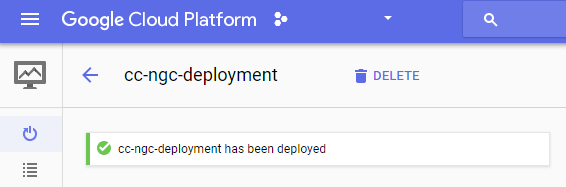 Google Cloud Platform
cc-ngc-deployment
DELETE
cc-ngc-deployment has been deployed